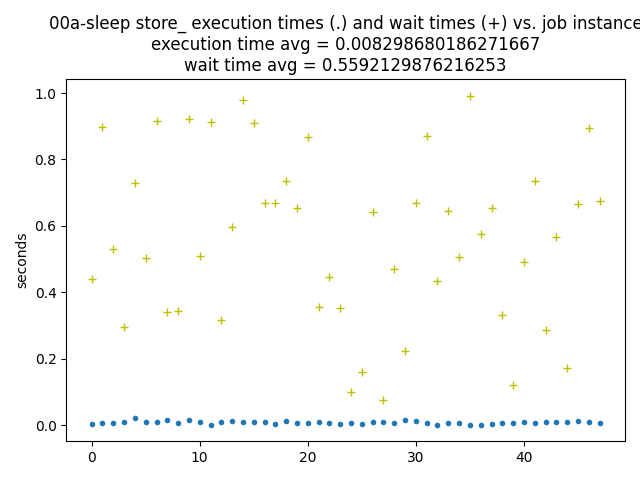 00a-sleep store_ execution times (.) and wait times (+) vs. job instance
execution time avg = 0.008298680186271667
wait time avg = 0.5592129876216253
1.0
0.8
0.6
0.4
0.2
0.0
seconds
0 10 20 30 40